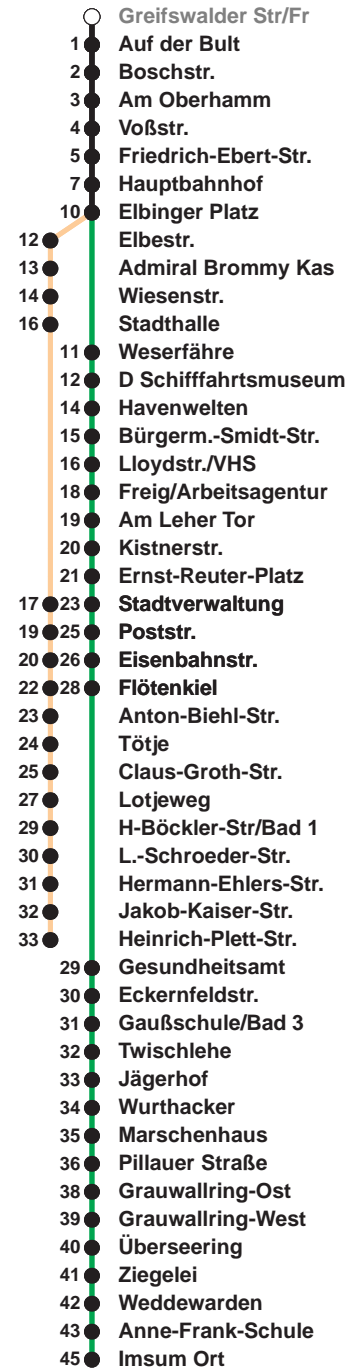 Greifswalder Str/Fr
1 Auf der Bult
2 Boschstr.
3 Am Oberhamm
4 Voßstr.
5 Friedrich-Ebert-Str.
7 Hauptbahnhof
10 Elbinger Platz
12 Elbestr.
13 Admiral Brommy Kas
14 Wiesenstr.
16 Stadthalle
11 Weserfähre
12 D Schifffahrtsmuseum
14 Havenwelten
15 Bürgerm.-Smidt-Str.
16 Lloydstr./VHS
18 Freig/Arbeitsagentur
19 Am Leher Tor
20 Kistnerstr.
21 Ernst-Reuter-Platz
17 23 Stadtverwaltung
19 25 Poststr.
20 26 Eisenbahnstr.
22 28 Flötenkiel
23 Anton-Biehl-Str.
24 Tötje
25 Claus-Groth-Str.
27 Lotjeweg
29 H-Böckler-Str/Bad 1
30 L.-Schroeder-Str.
31 Hermann-Ehlers-Str.
32 Jakob-Kaiser-Str.
33 Heinrich-Plett-Str.
29 Gesundheitsamt
30 Eckernfeldstr.
31 Gaußschule/Bad 3
32 Twischlehe
33 Jägerhof
34 Wurthacker
35 Marschenhaus
36 Pillauer Straße
38 Grauwallring-Ost
39 Grauwallring-West
40 Überseering
41 Ziegelei
42 Weddewarden
43 Anne-Frank-Schule
45 Imsum Ort